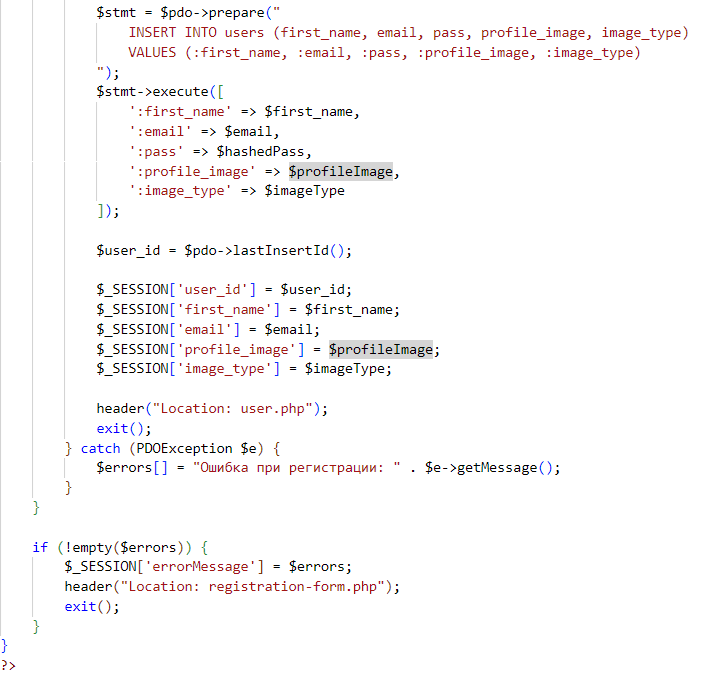 $stmt = $pdo->prepare("
INSERT INTO users (first_name, email, pass, profile_image, image_type)
VALUES (:first_name, :email, :pass, :profile_image, :image_type)
");
$stmt->execute([
':first_name' => $first_name,
':email' => $email,
':pass' => $hashedPass,
':profile_image' => $profileImage,
':image_type' => $imageType
]);
$user_id = $pdo->lastInsertId();
$_SESSION['user_id'] = $user_id;
$_SESSION['first_name'] = $first_name;
$_SESSION['email'] = $email;
$_SESSION['profile_image'] = $profileImage;
$_SESSION['image_type'] = $imageType;
header("Location: user.php");
exit();
} catch (PDOException $e) {
$errors[] = "Ошибка при регистрации: " . $e->getMessage();
}
}
if (!empty($errors)) {
$_SESSION['errorMessage'] = $errors;
header("Location: registration-form.php");
exit();
}
}
?>